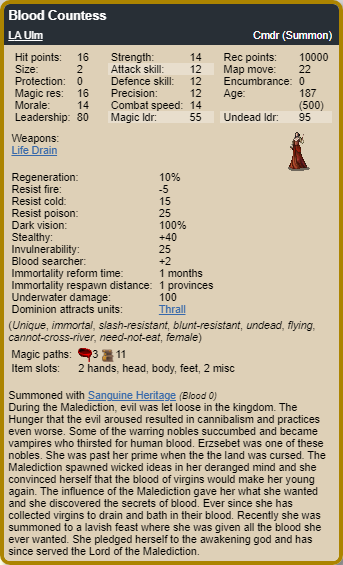 Blood Countess
LA Ulm Cmdr (Summon)
Hit points: 16 Strength: 14 Rec points: 10000
Size: 2 Attack skill: 12 Map move: 22
Protection: 0 Defence skill: 12 Encumbrance: 0
Magic res: 16 Precision: 12 Age: 187
Morale: 14 Combat speed: 14 (500)
Leadership: 80 Magic ldr: 55 Undead ldr: 95
Weapons:
Life Drain
Regeneration: 10%
Resist fire: -5
Resist cold: 15
Resist poison: 25
Dark vision: 100%
Stealthy: +40
Invulnerability: 25
Blood searcher: +2
Immortality reform time: 1 months
Immortality respawn distance: 1 provinces
Underwater damage: 100
Dominion attracts units: Thrall
(Unique, immortal, slash-resistant, blunt-resistant, undead, flying,
cannot-cross-river, need-not-eat, female)
Magic paths: 3 11
Item slots: 2 hands, head, body, feet, 2 misc
Summoned with Sanguine Heritage (Blood 0)
During the Malediction, evil was let loose in the kingdom. The
Hunger that the evil aroused resulted in cannibalism and practices
even worse. Some of the warring nobles succumbed and became
vampires who thirsted for human blood. Erzsebet was one of these
nobles. She was past her prime when the the land was cursed. The
Malediction spawned wicked ideas in her deranged mind and she
convinced herself that the blood of virgins would make her young
again. The influence of the Malediction gave her what she wanted
and she discovered the secrets of blood. Ever since she has
collected virgins to drain and bath in their blood. Recently she was
summoned to a lavish feast where she was given all the blood she
ever wanted. She pledged herself to the awakening god and has
since served the Lord of the Malediction.